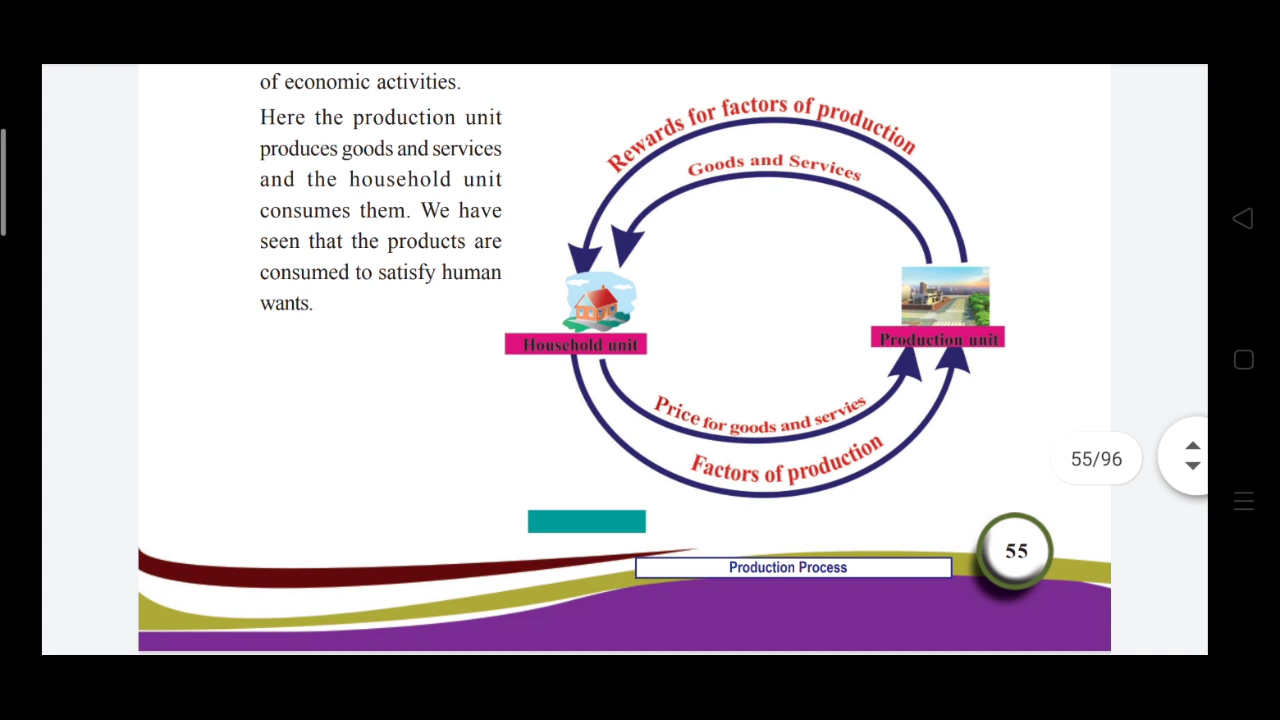 of economic activities.
Here the production unit
produces goods and services
and the household unit
consumes them. We have
seen that the products are
consumed to satisfy human
wants.
Rewards for factors of production
Goods and Services
Household unit
Production unit
Price for goods and servies
Factors of production
55/96
55
Production Process